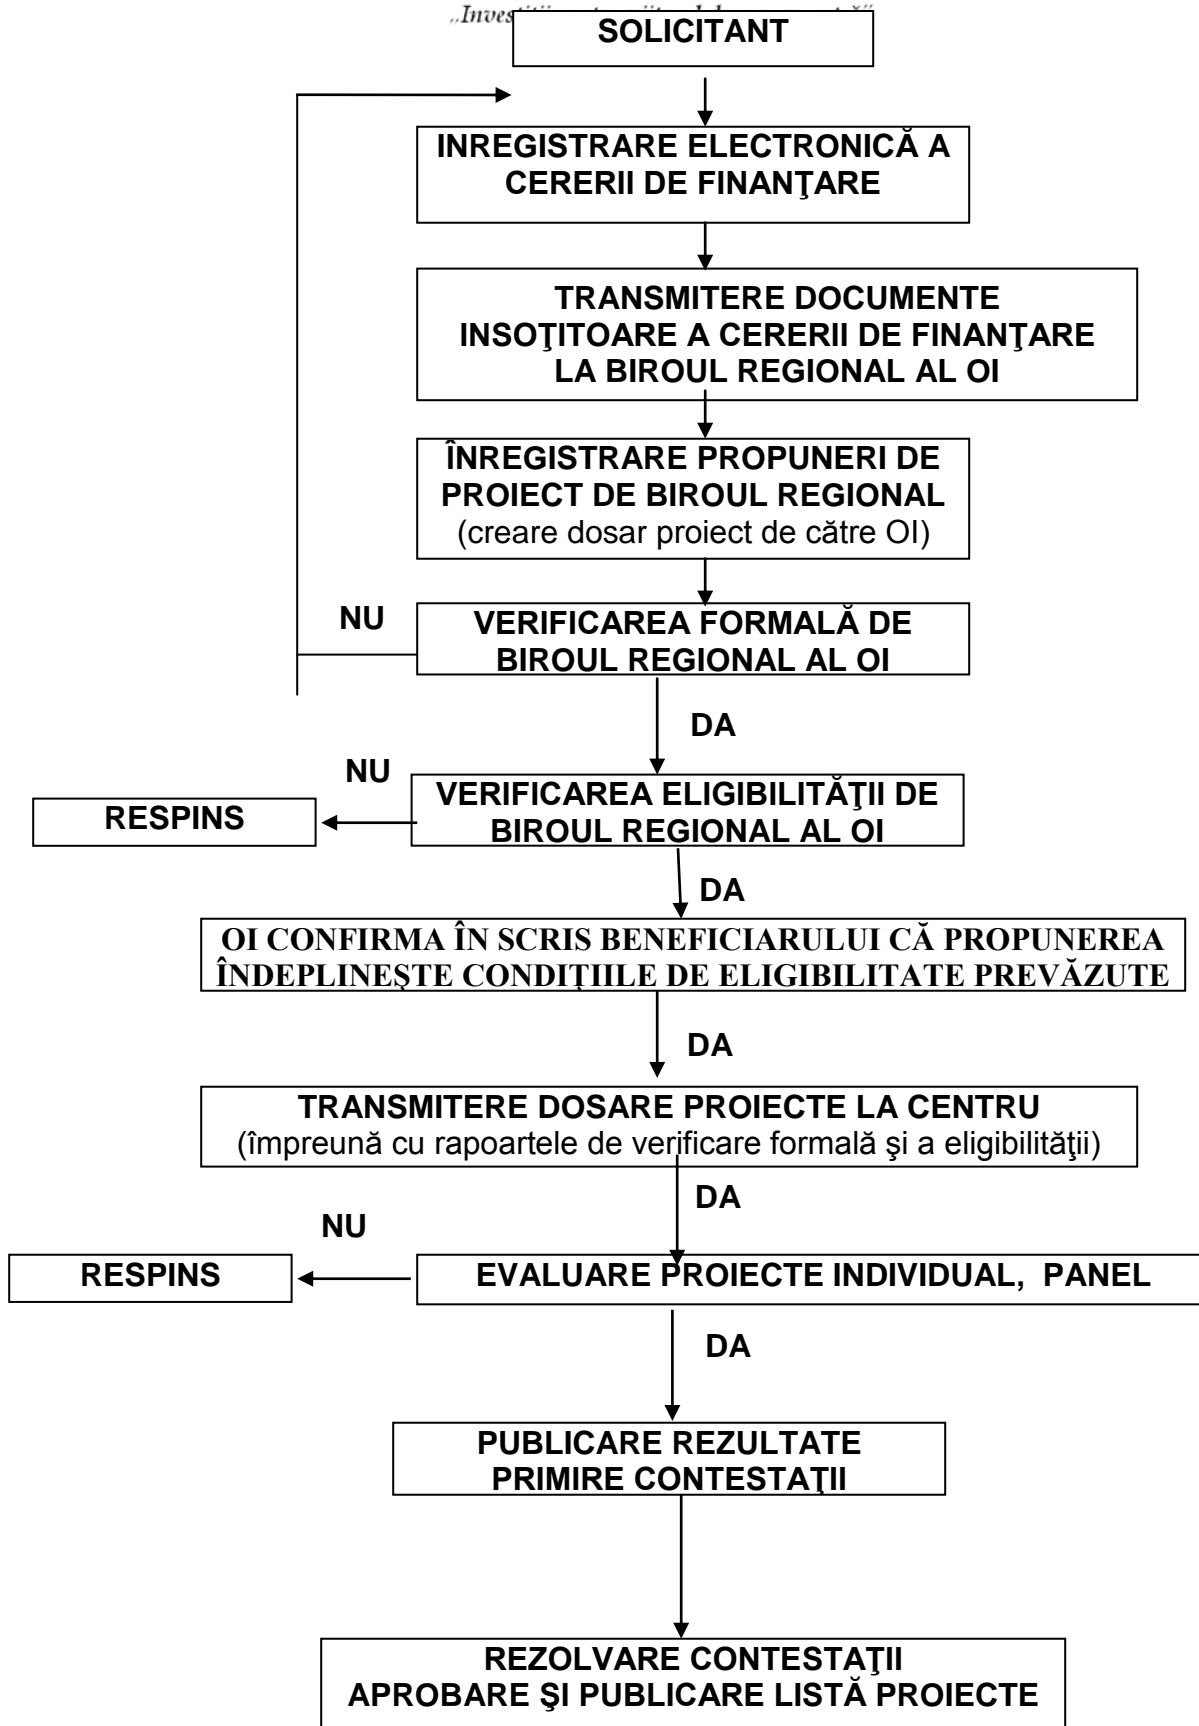 SOLICITANT
INREGISTRARE ELECTRONICĂ A
CERERII DE FINANŢARE
TRANSMITERE DOCUMENTE
INSOŢITOARE A CERERII DE FINANŢARE
LA BIROUL REGIONAL AL OI
ÎNREGISTRARE PROPUNERI DE
PROIECT DE BIROUL REGIONAL
(creare dosar proiect de către OI)
NU
VERIFICAREA FORMALĂ DE
BIROUL REGIONAL AL OI
DA
NU
VERIFICAREA ELIGIBILITĂŢII DE
BIROUL REGIONAL AL OI
RESPINS
DA
OI CONFIRMA ÎN SCRIS BENEFICIARULUI CĂ PROPUNEREA
ÎNDEPLINEŞTE CONDIŢIILE DE ELIGIBILITATE PREVĂZUTE
DA
TRANSMITERE DOSARE PROIECTE LA CENTRU
(împreună cu rapoartele de verificare formală şi a eligibilităţii)
DA
NU
RESPINS
EVALUARE PROIECTE INDIVIDUAL, PANEL
DA
PUBLICARE REZULTATE
PRIMIRE CONTESTAŢII
REZOLVARE CONTESTAŢII
APROBARE ŞI PUBLICARE LISTĂ PROIECTE